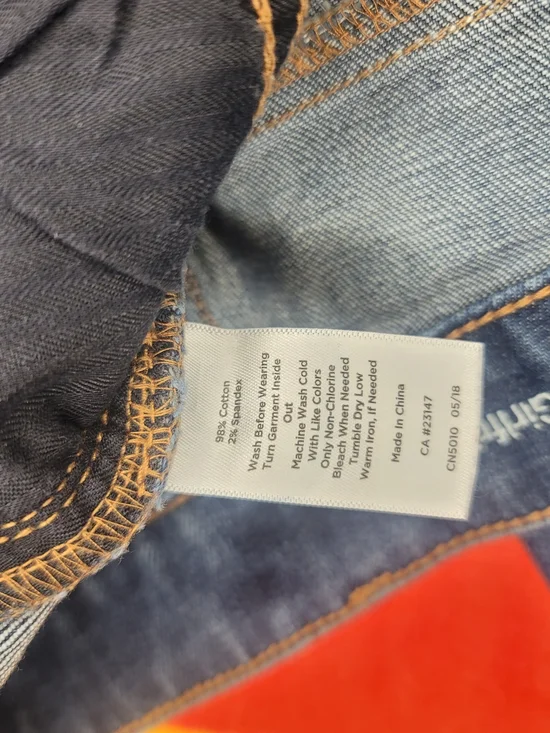 98% Cotton
2% Spandex
Wash Before Wearing
Turn Garment Inside
Out
Machine Wash Cold
With Like Colors
Only Non-Chlorine
Bleach When Needed
Tumble Dry Low
Warm Iron, if Needed
Made In China
CA #23147
CN5010 05/18